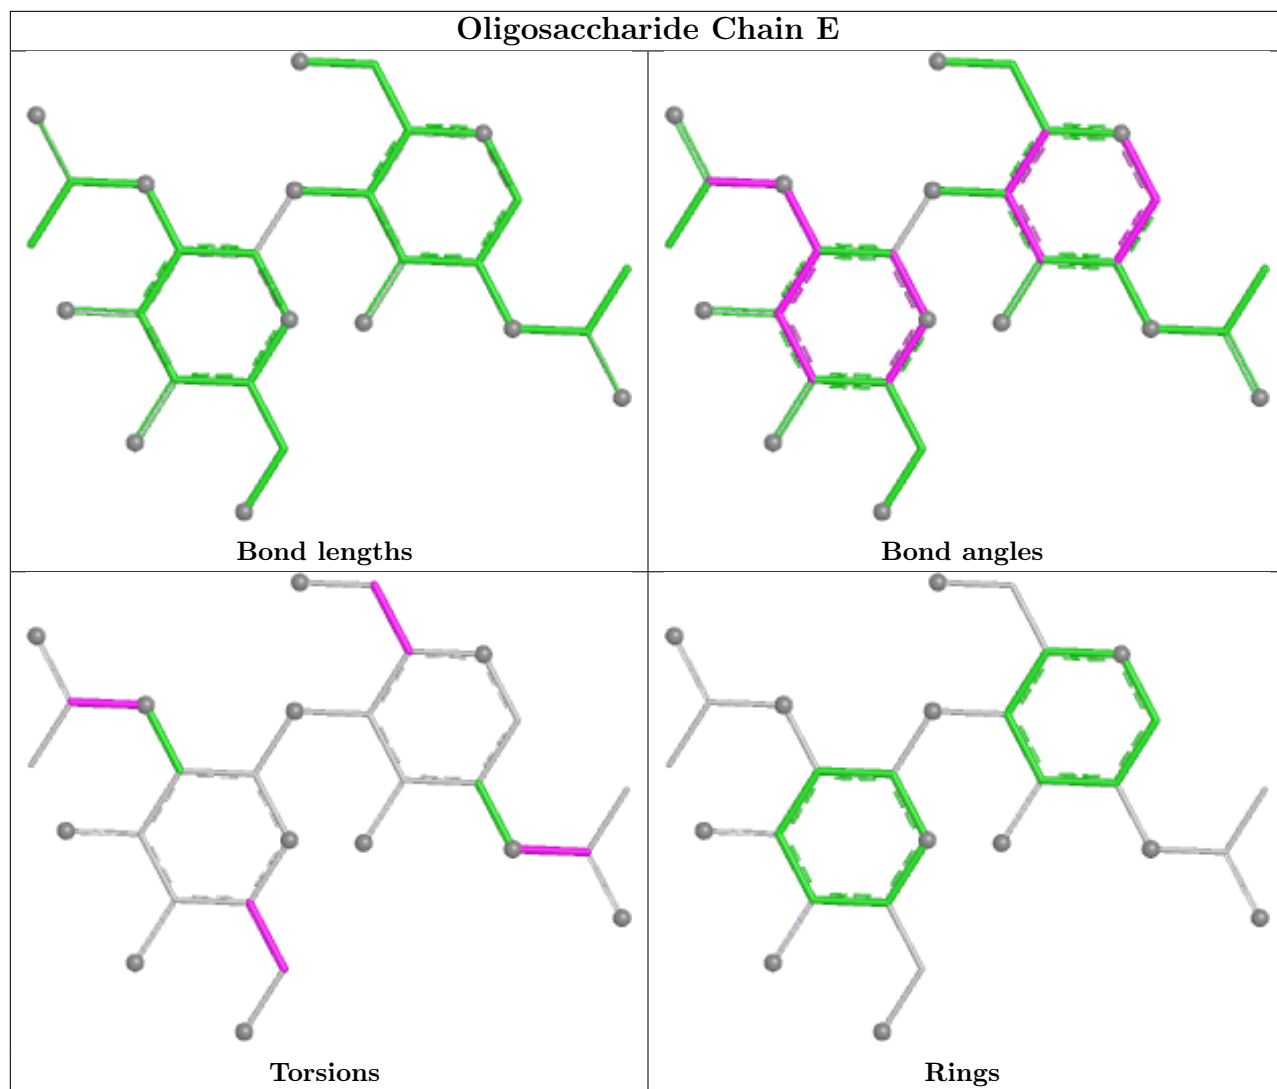 Oligosaccharide Chain E
Bond lengths
Bond angles
Torsions
Rings